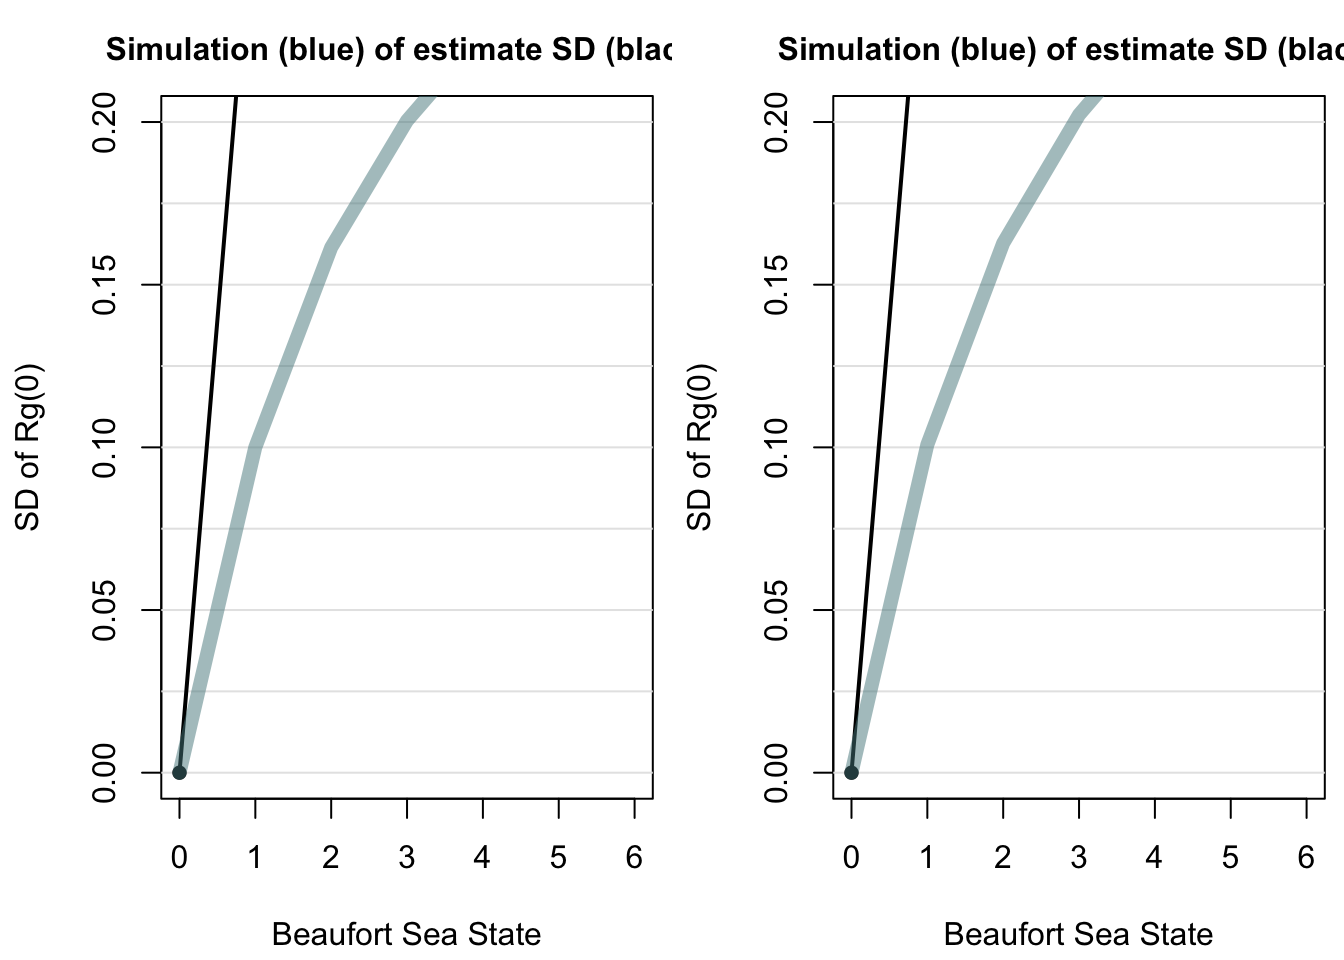 Simulation (blue) of estimate SD (blac
SD of Rg(0)
0.20
0.15
0.10
0.05
0.00
0 1 2 3 4 5 6
Beaufort Sea State
Simulation (blue) of estimate SD (blac
SD of Rg(0)
0.20
0.15
0.10
0.05
0.00
0 1 2 3 4 5 6
Beaufort Sea State